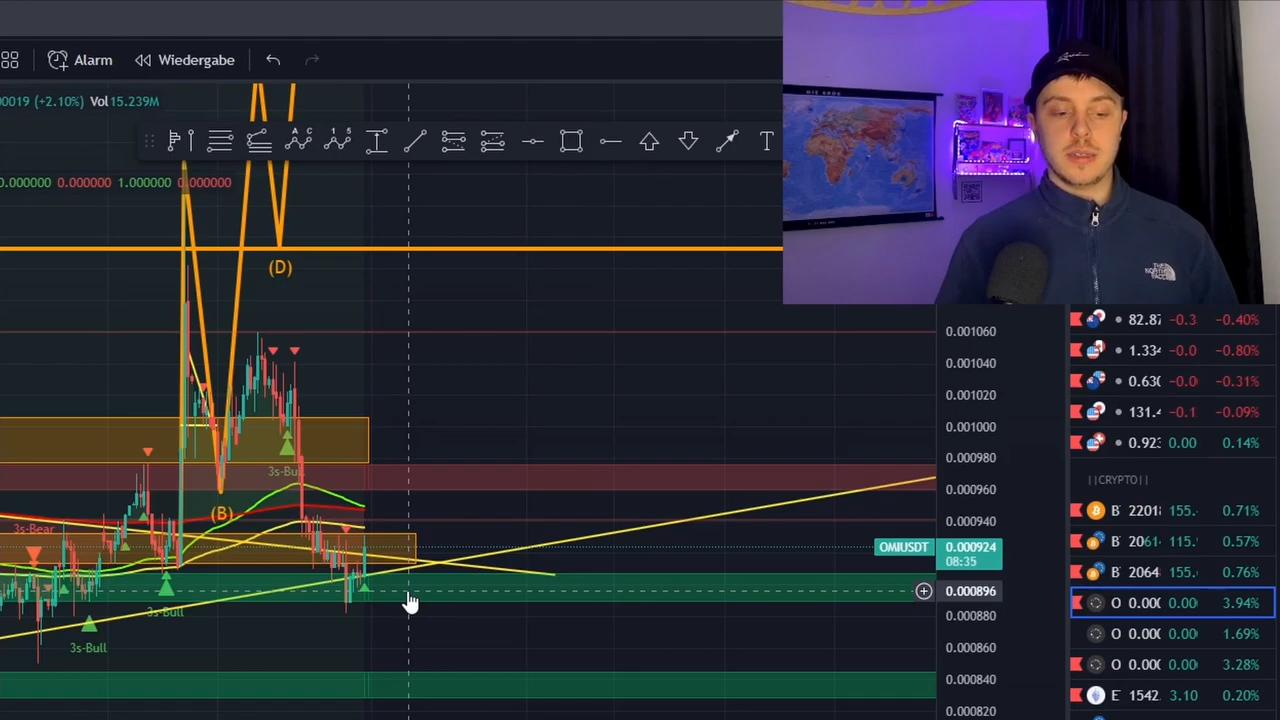 Alarm
Wiedergabe
00019 (+2.10%) Vol15.239M
0.000000 0.000000 1.000000 0.000000
DIE ERDE
THE
NORTH
FACE
(D)
0.001060
0.001040
0.001020
0.001000
0.000980
0.000960
0.000940
3s-Bull
(B)
3s-Bear
OMIUSDT 0.000924
08:35
0.000896
3s-Bull
3s-Bull
0.000880
0.000860
0.000840
0.000820
82.87 −0.3 −0.40%
1.334 −0.0 −0.80%
0.630 −0.0 −0.31%
131.4 −0.1 −0.09%
0.923 0.00 0.14%
||CRYPTO||
B 2201 155. 0.71%
B 2061 115. 0.57%
B 2064 155. 0.76%
O 0.000 0.00 3.94%
O 0.000 0.00 1.69%
O 0.000 0.00 3.28%
E 1542. 3.10 0.20%